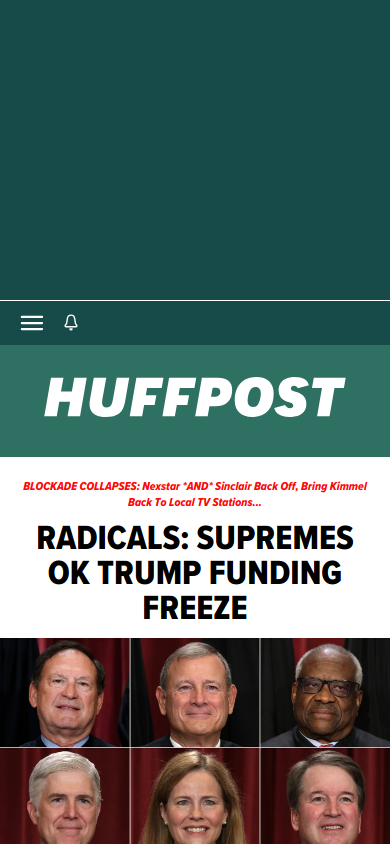 HUFFPOST
BLOCKADE COLLAPSES: Nexstar *AND* Sinclair Back Off, Bring Kimmel
Back To Local TV Stations...
RADICALS: SUPREMES
OK TRUMP FUNDING
FREEZE